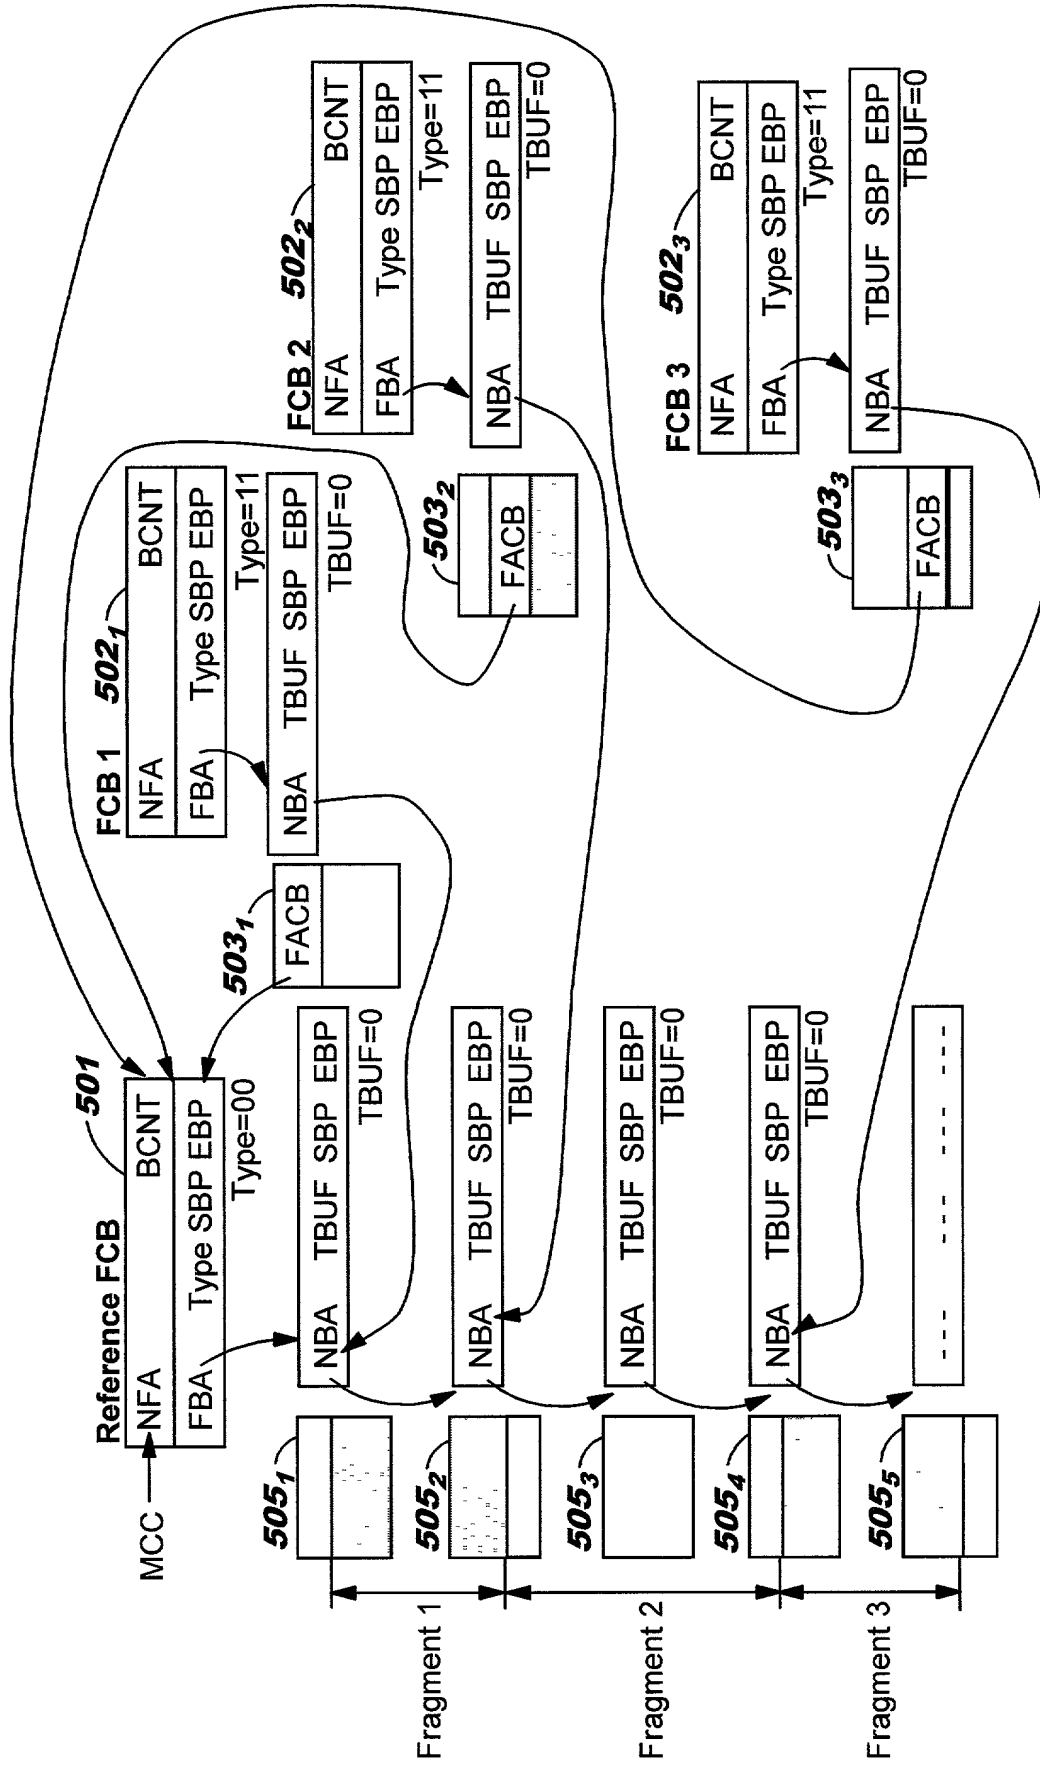 Reference FCB
501
MCC
NFA BCNT
FBA Type SBP EBP
Type=00
FCB 1
502₁
NFA BCNT
FBA Type SBP EBP
Type=11
NBA TBUF SBP EBP
TBUF=0
503₁
FACB
FCB 2
502₂
NFA BCNT
FBA Type SBP EBP
Type=11
NBA TBUF SBP EBP
TBUF=0
503₂
FACB
FCB 3
502₃
NFA BCNT
FBA Type SBP EBP
Type=11
NBA TBUF SBP EBP
TBUF=0
503₃
FACB
505₁
NBA TBUF SBP EBP
TBUF=0
Fragment 1
505₂
NBA TBUF SBP EBP
TBUF=0
505₃
NBA TBUF SBP EBP
TBUF=0
Fragment 2
505₄
NBA TBUF SBP EBP
TBUF=0
505₅
Fragment 3